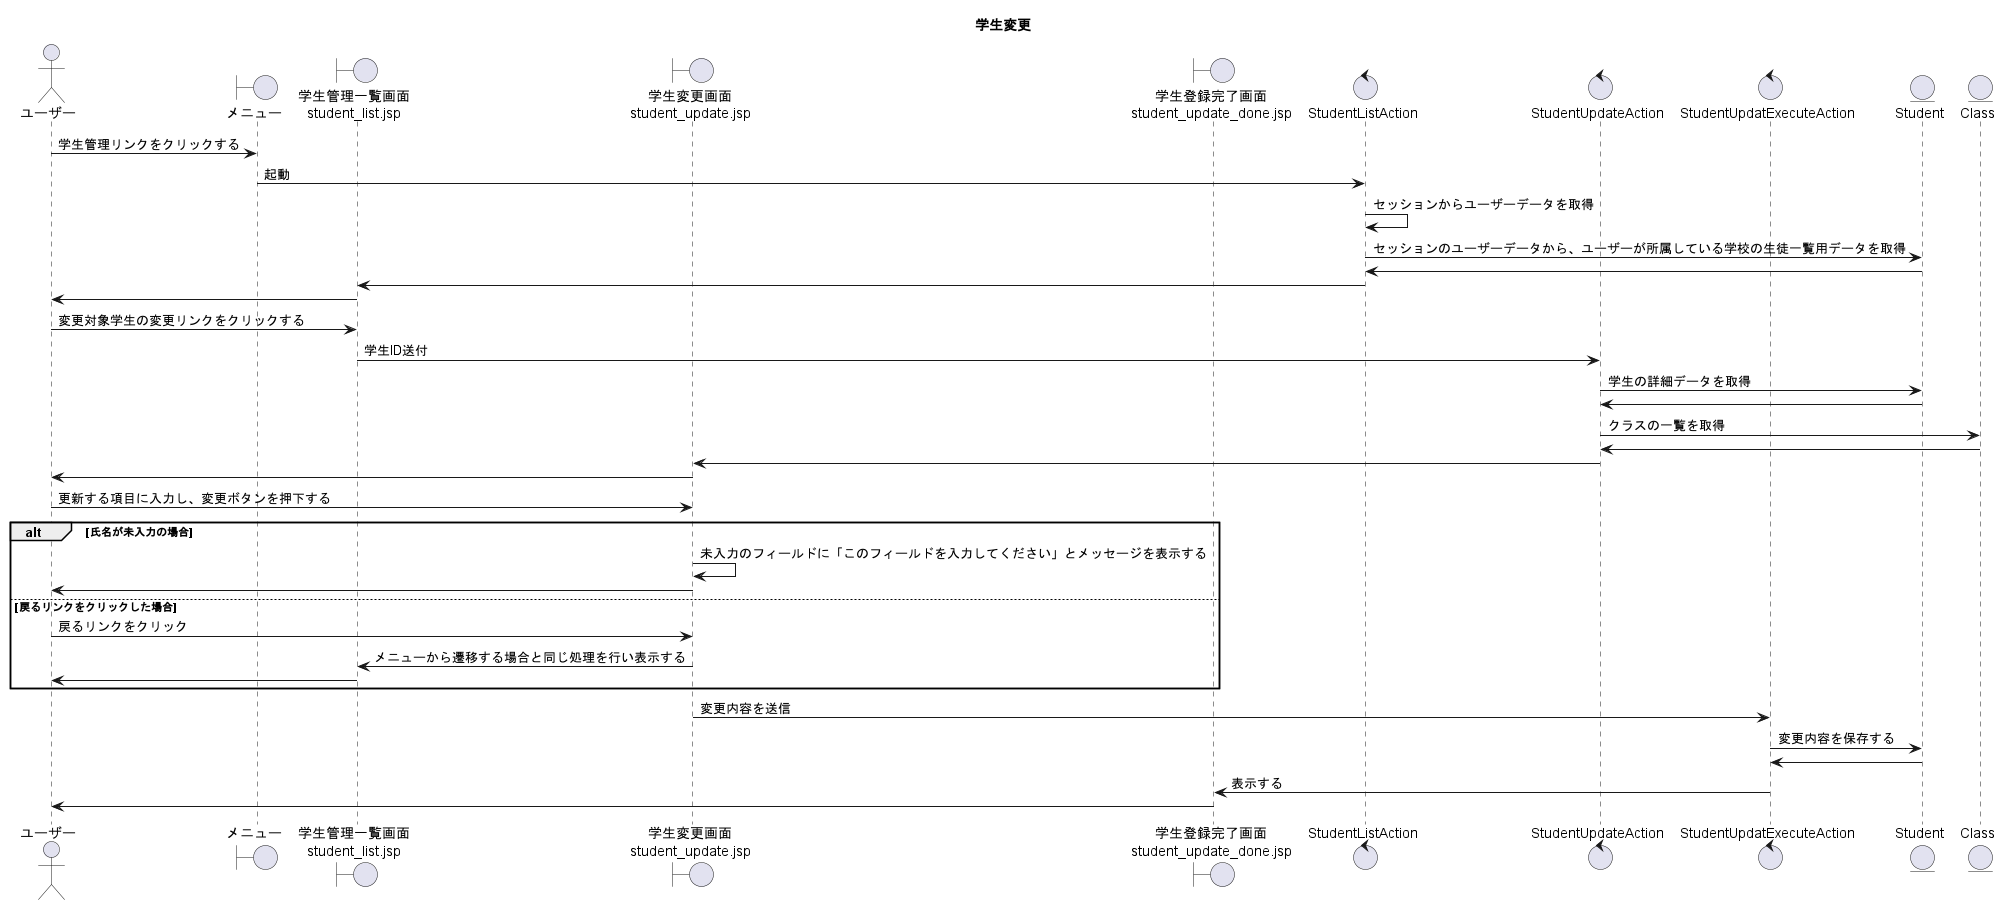 学生変更
ユーザー
メニュー
学生管理一覧画面
student_list.jsp
学生変更画面
student_update.jsp
学生登録完了画面
student_update_done.jsp
StudentListAction
StudentUpdateAction
StudentUpdatExecuteAction
Student
Class
学生管理リンクをクリックする
起動
セッションからユーザーデータを取得
セッションのユーザーデータから、ユーザーが所属している学校の生徒一覧用データを取得
変更対象学生の変更リンクをクリックする
学生ID送付
学生の詳細データを取得
クラスの一覧を取得
更新する項目に入力し、変更ボタンを押下する
alt [氏名が未入力の場合]
未入力のフィールドに「このフィールドを入力してください」とメッセージを表示する
[戻るリンクをクリックした場合]
戻るリンクをクリック
メニューから遷移する場合と同じ処理を行い表示する
変更内容を送信
変更内容を保存する
表示する
ユーザー
メニュー
学生管理一覧画面
student_list.jsp
学生変更画面
student_update.jsp
学生登録完了画面
student_update_done.jsp
StudentListAction
StudentUpdateAction
StudentUpdatExecuteAction
Student
Class